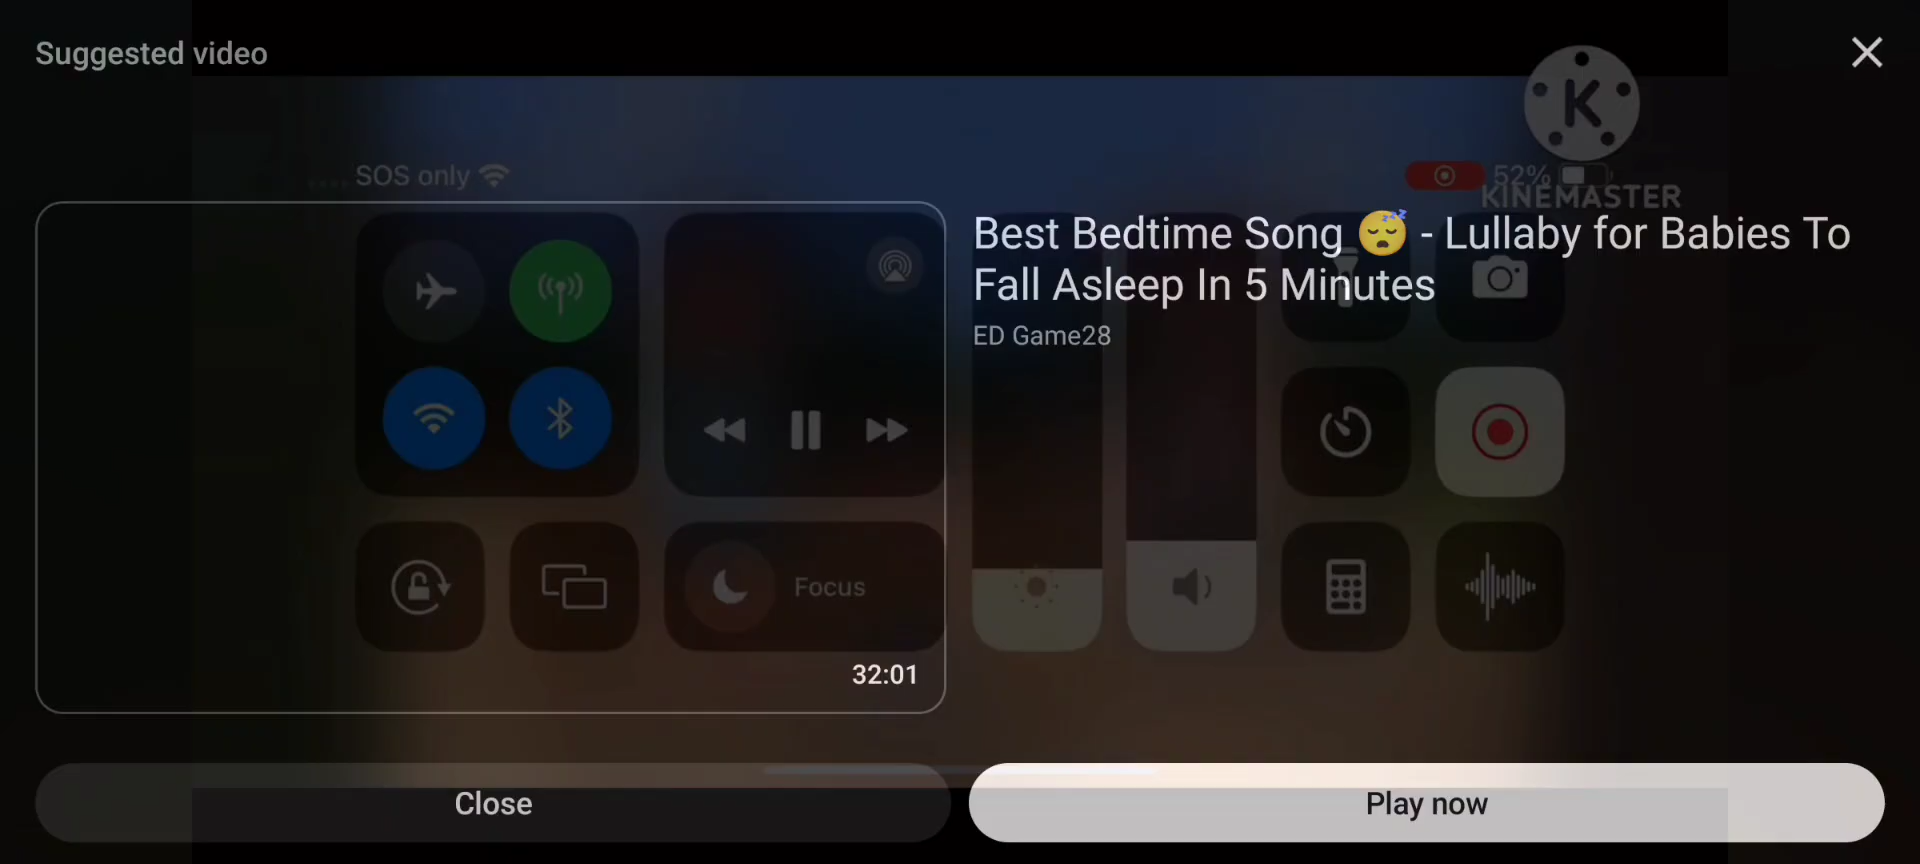 Suggested video
K
SOS only
52%
KINEMASTER
Best Bedtime Song 😴 - Lullaby for Babies To
Fall Asleep In 5 Minutes
ED Game28
Focus
32:01
Close
Play now